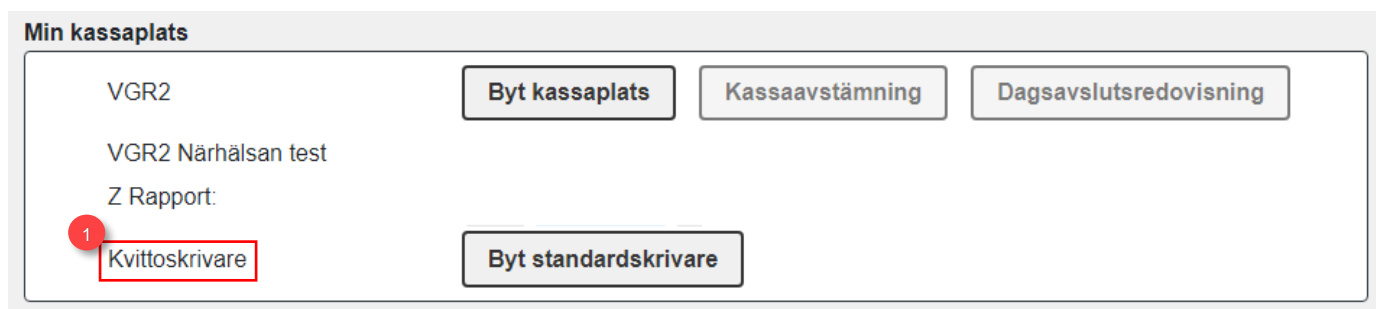 Min kassaplats
VGR2 Byt kassaplats Kassaavstämning Dagsavslutsredovisning
VGR2 Närhälsan test
Z Rapport:
1
Kvittoskrivare Byt standardskrivare